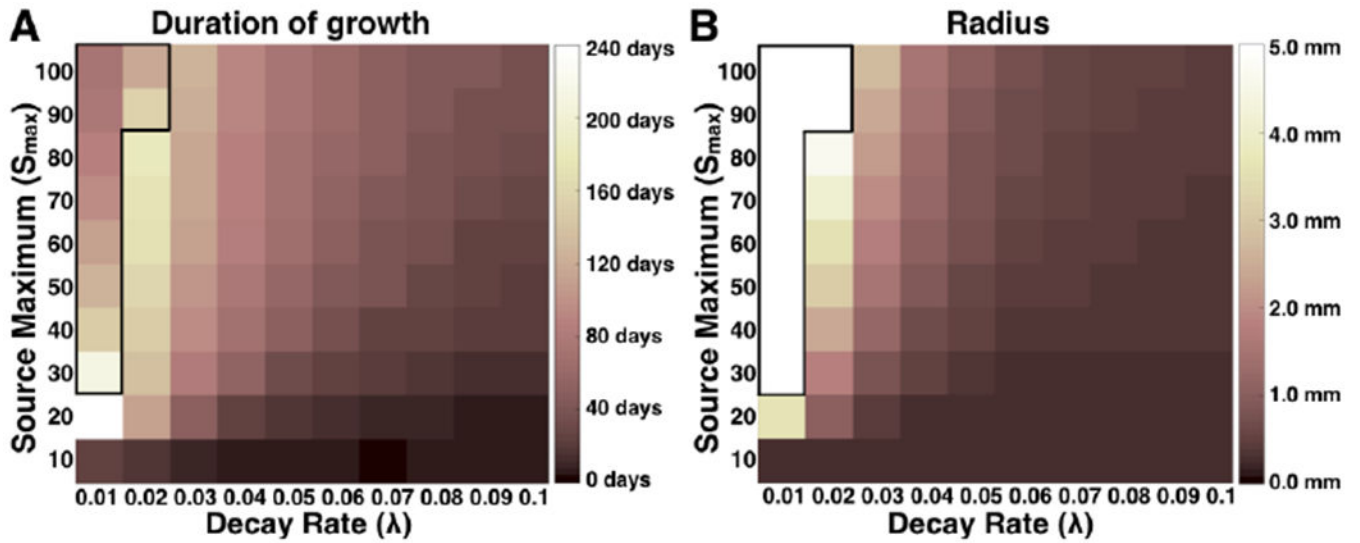 A Duration of growth
Source Maximum (Smax)
100
90
80
70
60
50
40
30
20
10
0.01 0.02 0.03 0.04 0.05 0.06 0.07 0.08 0.09 0.1
Decay Rate (λ)
240 days
200 days
160 days
120 days
80 days
40 days
0 days
B Radius
Source Maximum (Smax)
100
90
80
70
60
50
40
30
20
10
0.01 0.02 0.03 0.04 0.05 0.06 0.07 0.08 0.09 0.1
Decay Rate (λ)
5.0 mm
4.0 mm
3.0 mm
2.0 mm
1.0 mm
0.0 mm